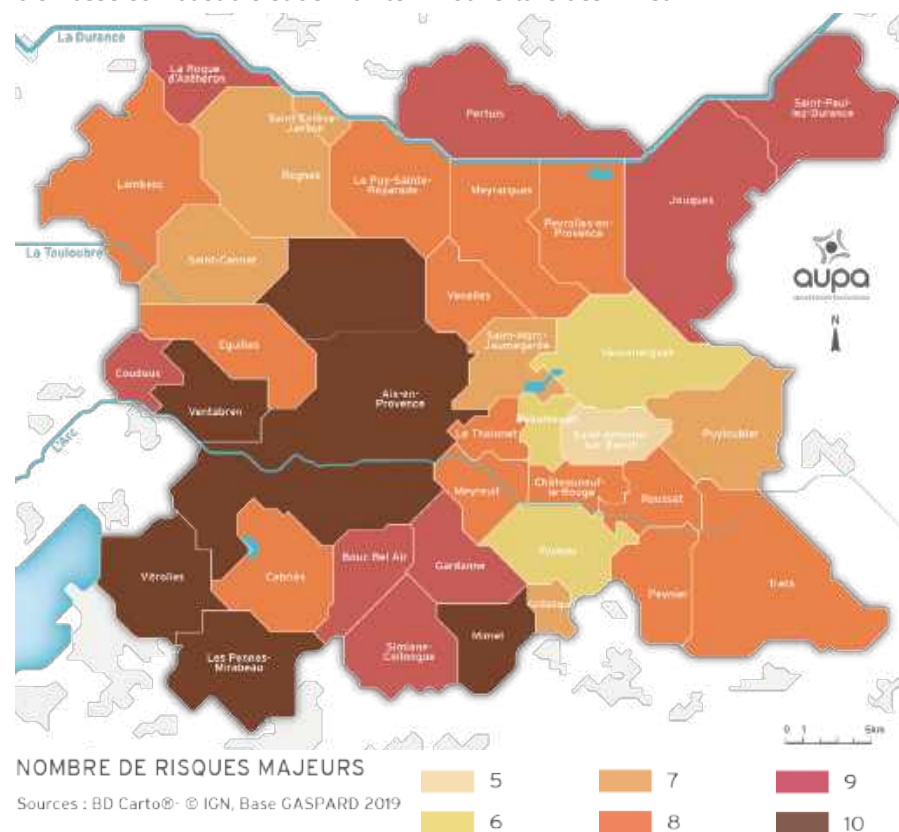 La Durance
La Roque
d'Anthéron
Pertuis
Saint-Paul
lez-Durance
Saint-Estève-
Janson
Rognes
Lambesc
Le Puy-Sainte-
Réparade
Meyrargues
Peyrolles-en-
Provence
Jouques
La Touloubre
Saint-Cannat
Venelles
aupa
N
Eguilles
Saint-Marc-
Jaumegarde
Vauvenargues
Coudoux
Ventabren
Aix-en-
Provence
L'Arc
Le Tholonet
Beaurecueil
Puyloubier
Meyreuil
Châteauneuf-
le-Rouge
Rousset
Vitrolles
Cabriès
Bouc Bel Air
Gardanne
Fuveau
Peynier
Trets
Les Pennes-
Mirabeau
Simiane-
Collongue
Mimet
0 1 5km
NOMBRE DE RISQUES MAJEURS
5 7 9
Sources : BD Carto®- © IGN, Base GASPARD 2019
6 8 10